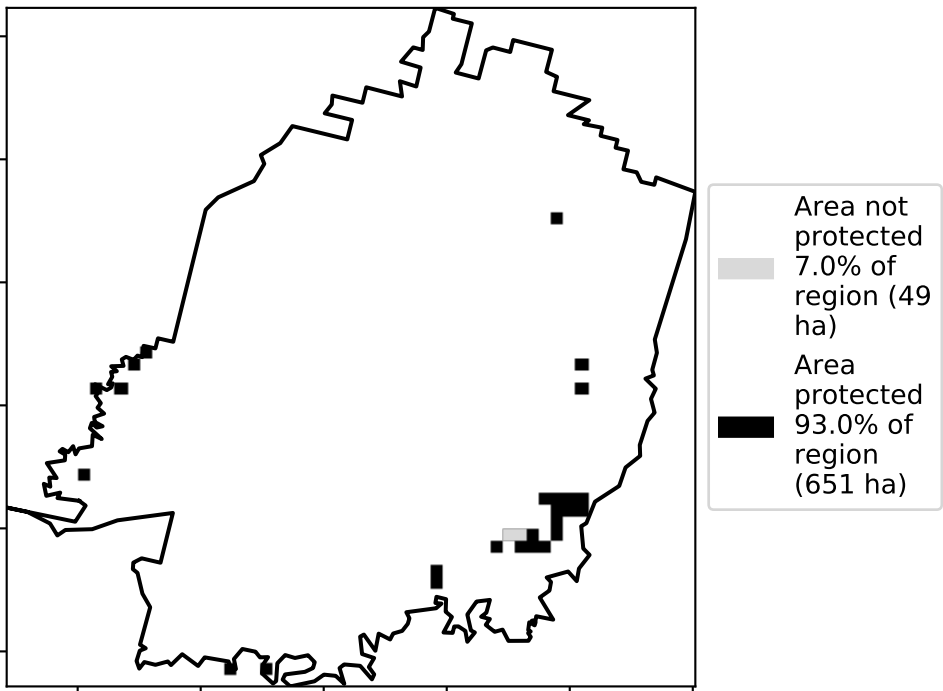 Area not
protected
7.0% of
region (49
ha)
Area
protected
93.0% of
region
(651 ha)